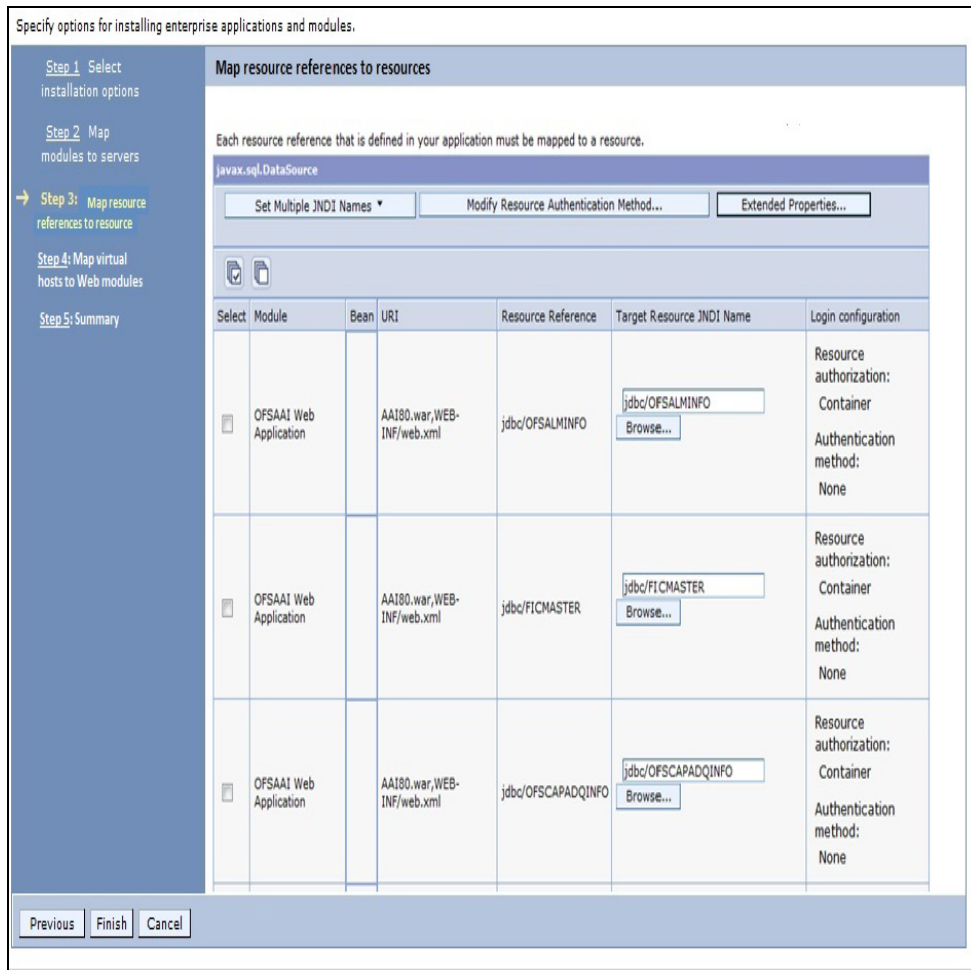 Specify options for installing enterprise applications and modules.
Step 1 Select
installation options
Step 2 Map
modules to servers
Step 3: Map resource
references to resource
Step 4: Map virtual
hosts to Web modules
Step 5: Summary
Map resource references to resources
Each resource reference that is defined in your application must be mapped to a resource.
javax.sql.DataSource
Set Multiple JNDI Names
Modify Resource Authentication Method...
Extended Properties...
Select Module Bean URI Resource Reference Target Resource JNDI Name Login configuration
OFSAAI Web
Application
AAI80.war,WEB-
INF/web.xml
jdbc/OFSALMINFO
jdbc/OFSALMINFO
Browse...
Resource
authorization:
Container
Authentication
method:
None
OFSAAI Web
Application
AAI80.war,WEB-
INF/web.xml
jdbc/FICMASTER
jdbc/FICMASTER
Browse...
Resource
authorization:
Container
Authentication
method:
None
OFSAAI Web
Application
AAI80.war,WEB-
INF/web.xml
jdbc/OFSCAPADQINFO
jdbc/OFSCAPADQINFO
Browse...
Resource
authorization:
Container
Authentication
method:
None
Previous Finish Cancel